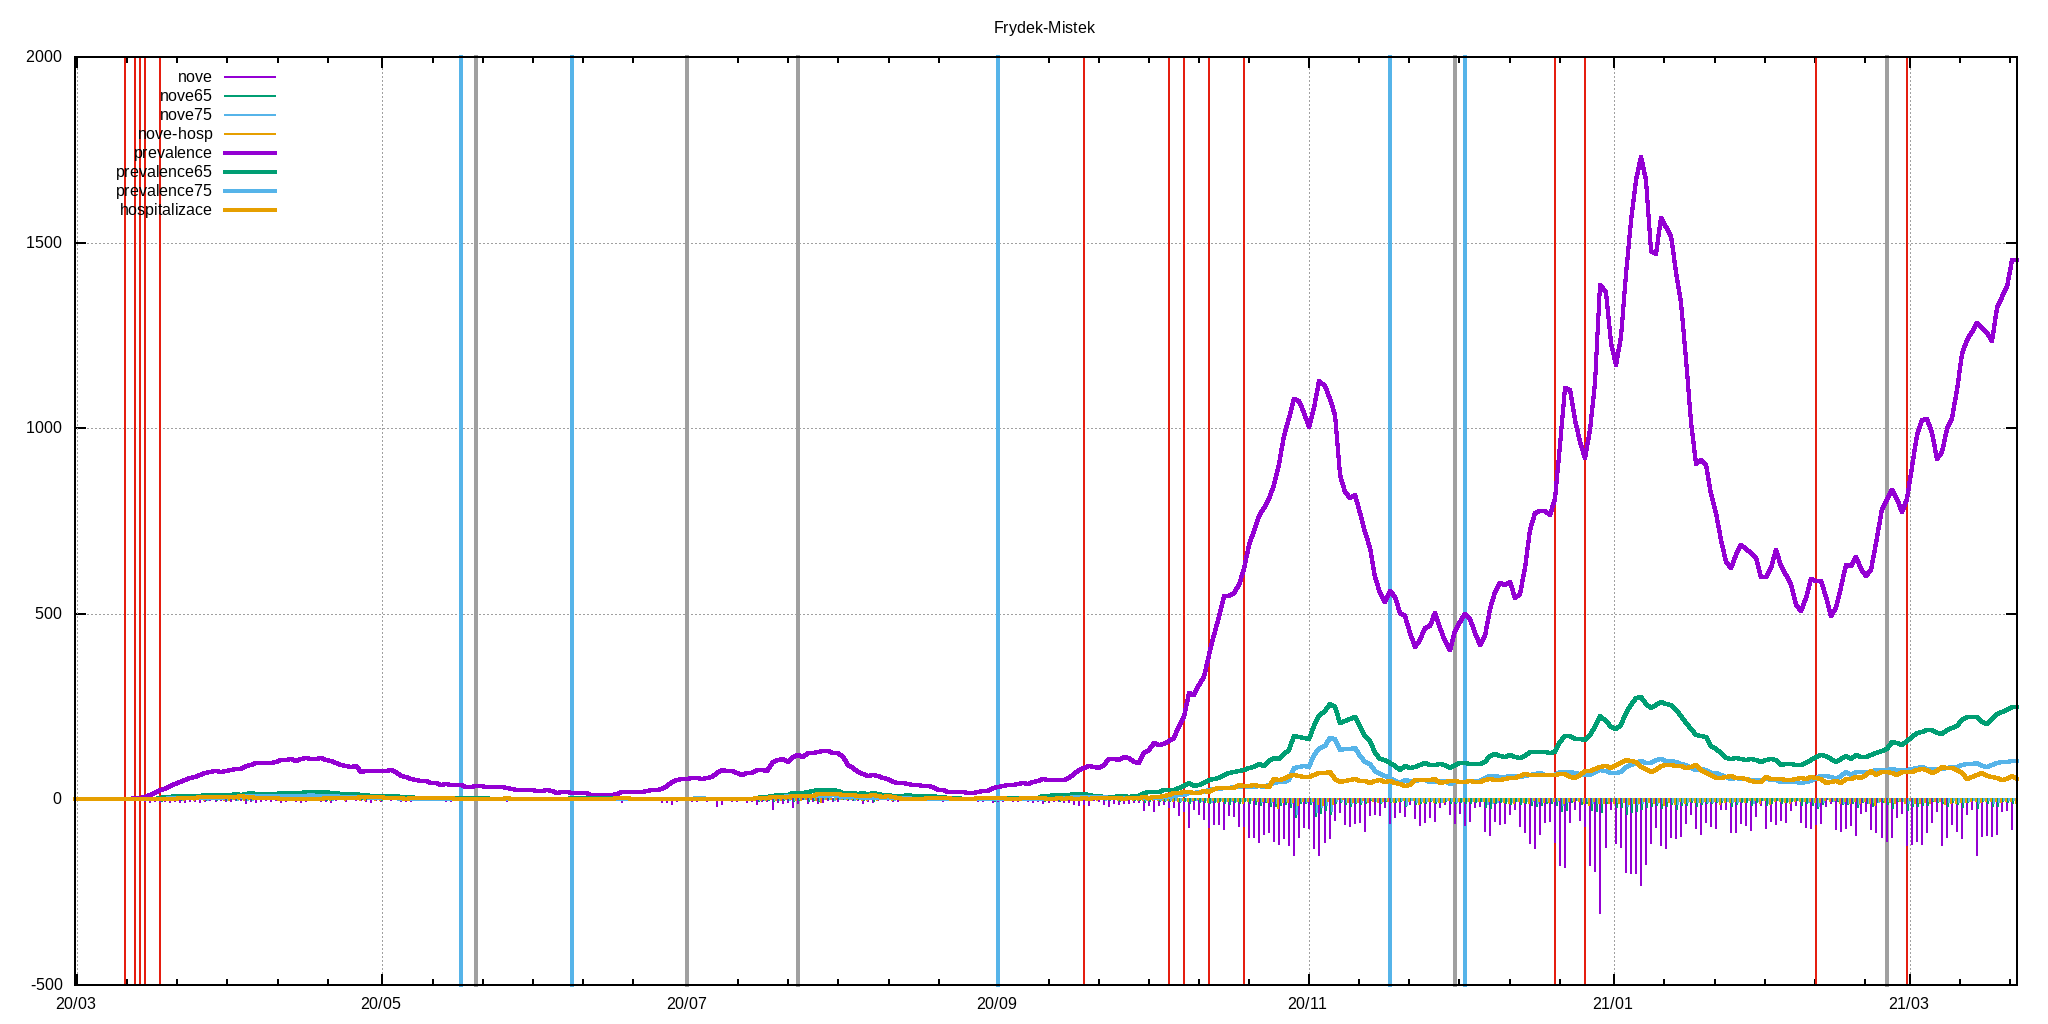 Frydek-Mistek
2000
nove
nove65
nove75
nove-hosp
prevalence
prevalence65
prevalence75
hospitalizace
1500
1000
500
0
-500
20/03 20/05 20/07 20/09 20/11 21/01 21/03